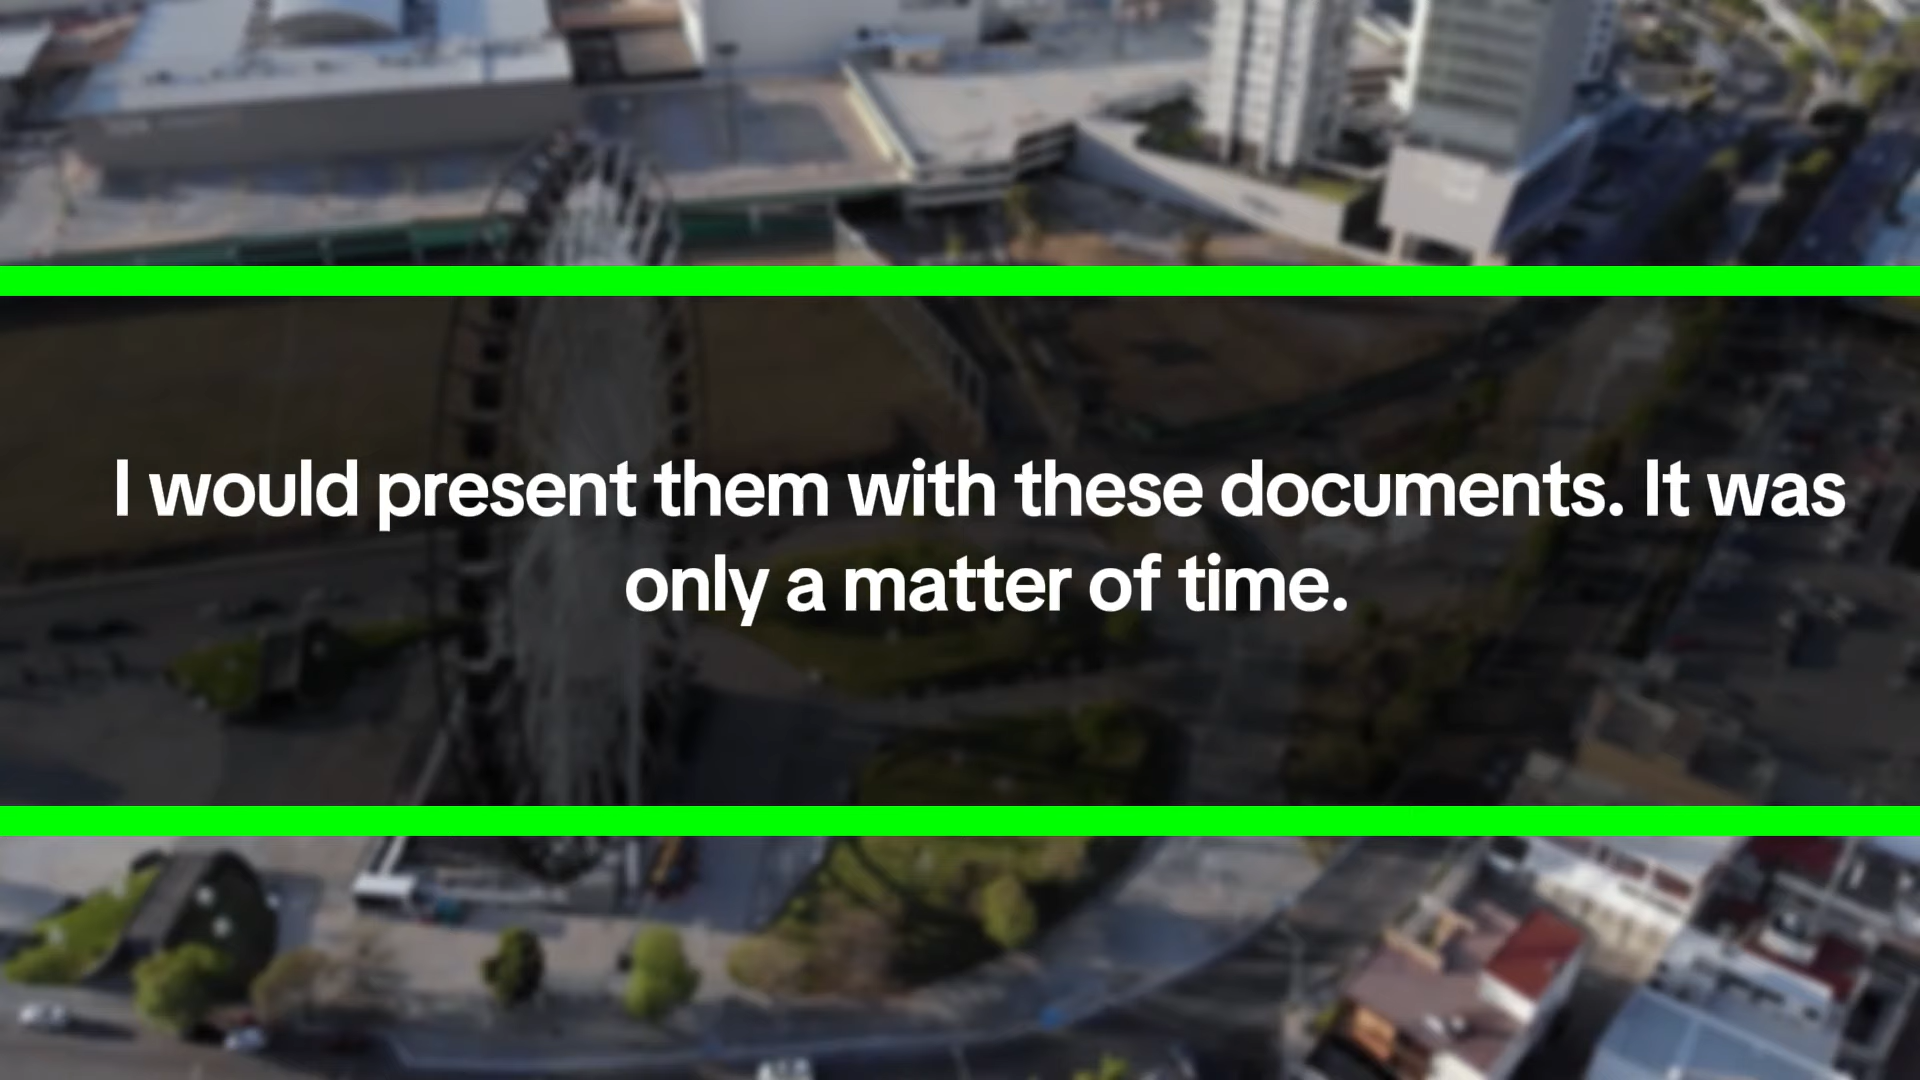 I would present them with these documents. It was
only a matter of time.